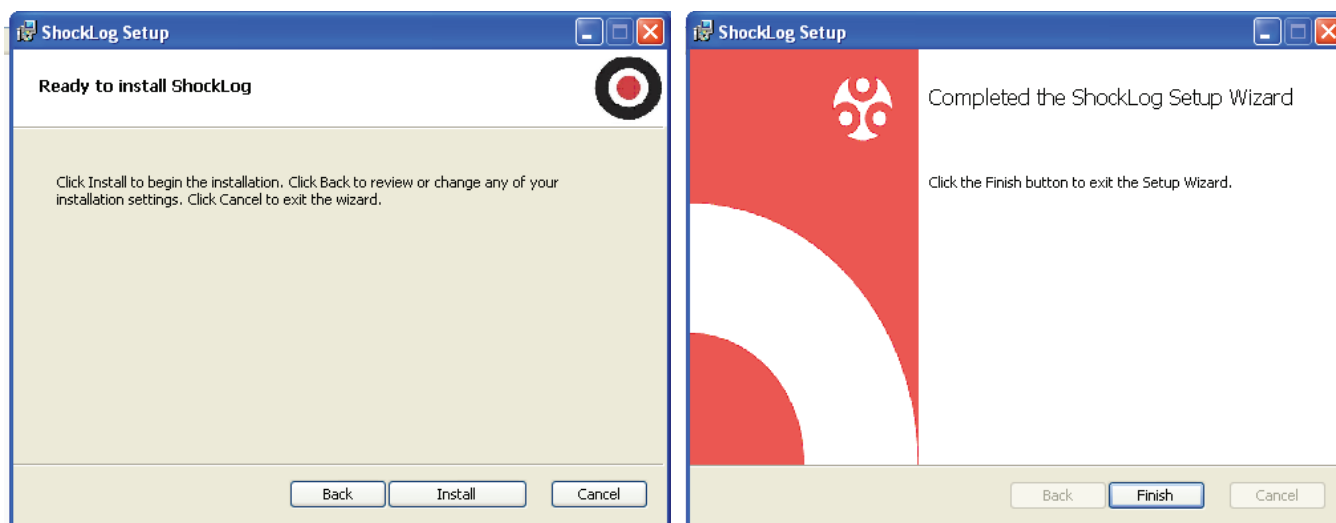 ShockLog Setup
Ready to install ShockLog
Click Install to begin the installation. Click Back to review or change any of your
installation settings. Click Cancel to exit the wizard.
Back
Install
Cancel
ShockLog Setup
Completed the ShockLog Setup Wizard
Click the Finish button to exit the Setup Wizard.
Back
Finish
Cancel